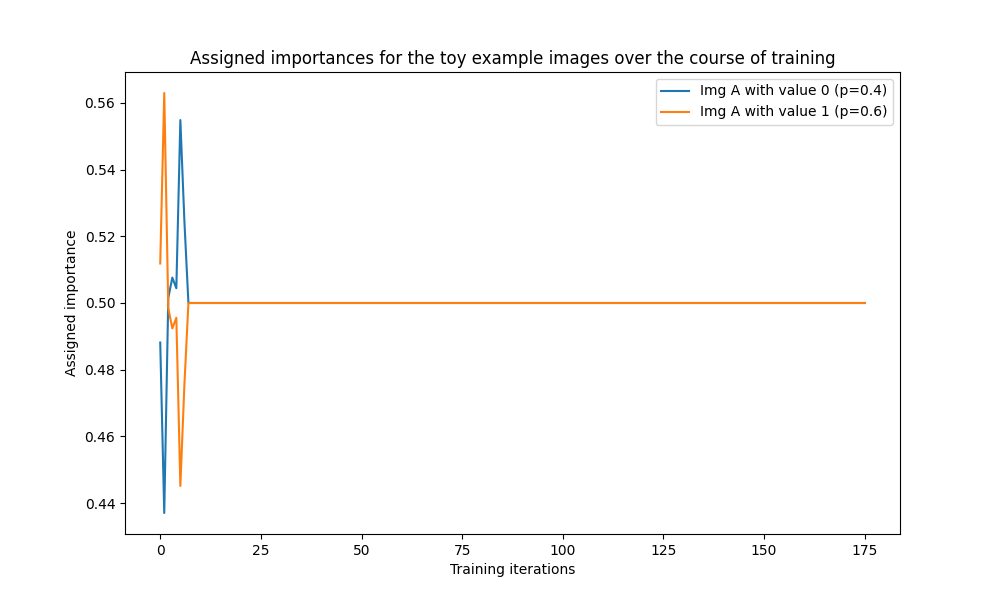 Assigned importances for the toy example images over the course of training
Img A with value 0 (p=0.4)
Img A with value 1 (p=0.6)
Assigned importance
0.56
0.54
0.52
0.50
0.48
0.46
0.44
0 25 50 75 100 125 150 175
Training iterations